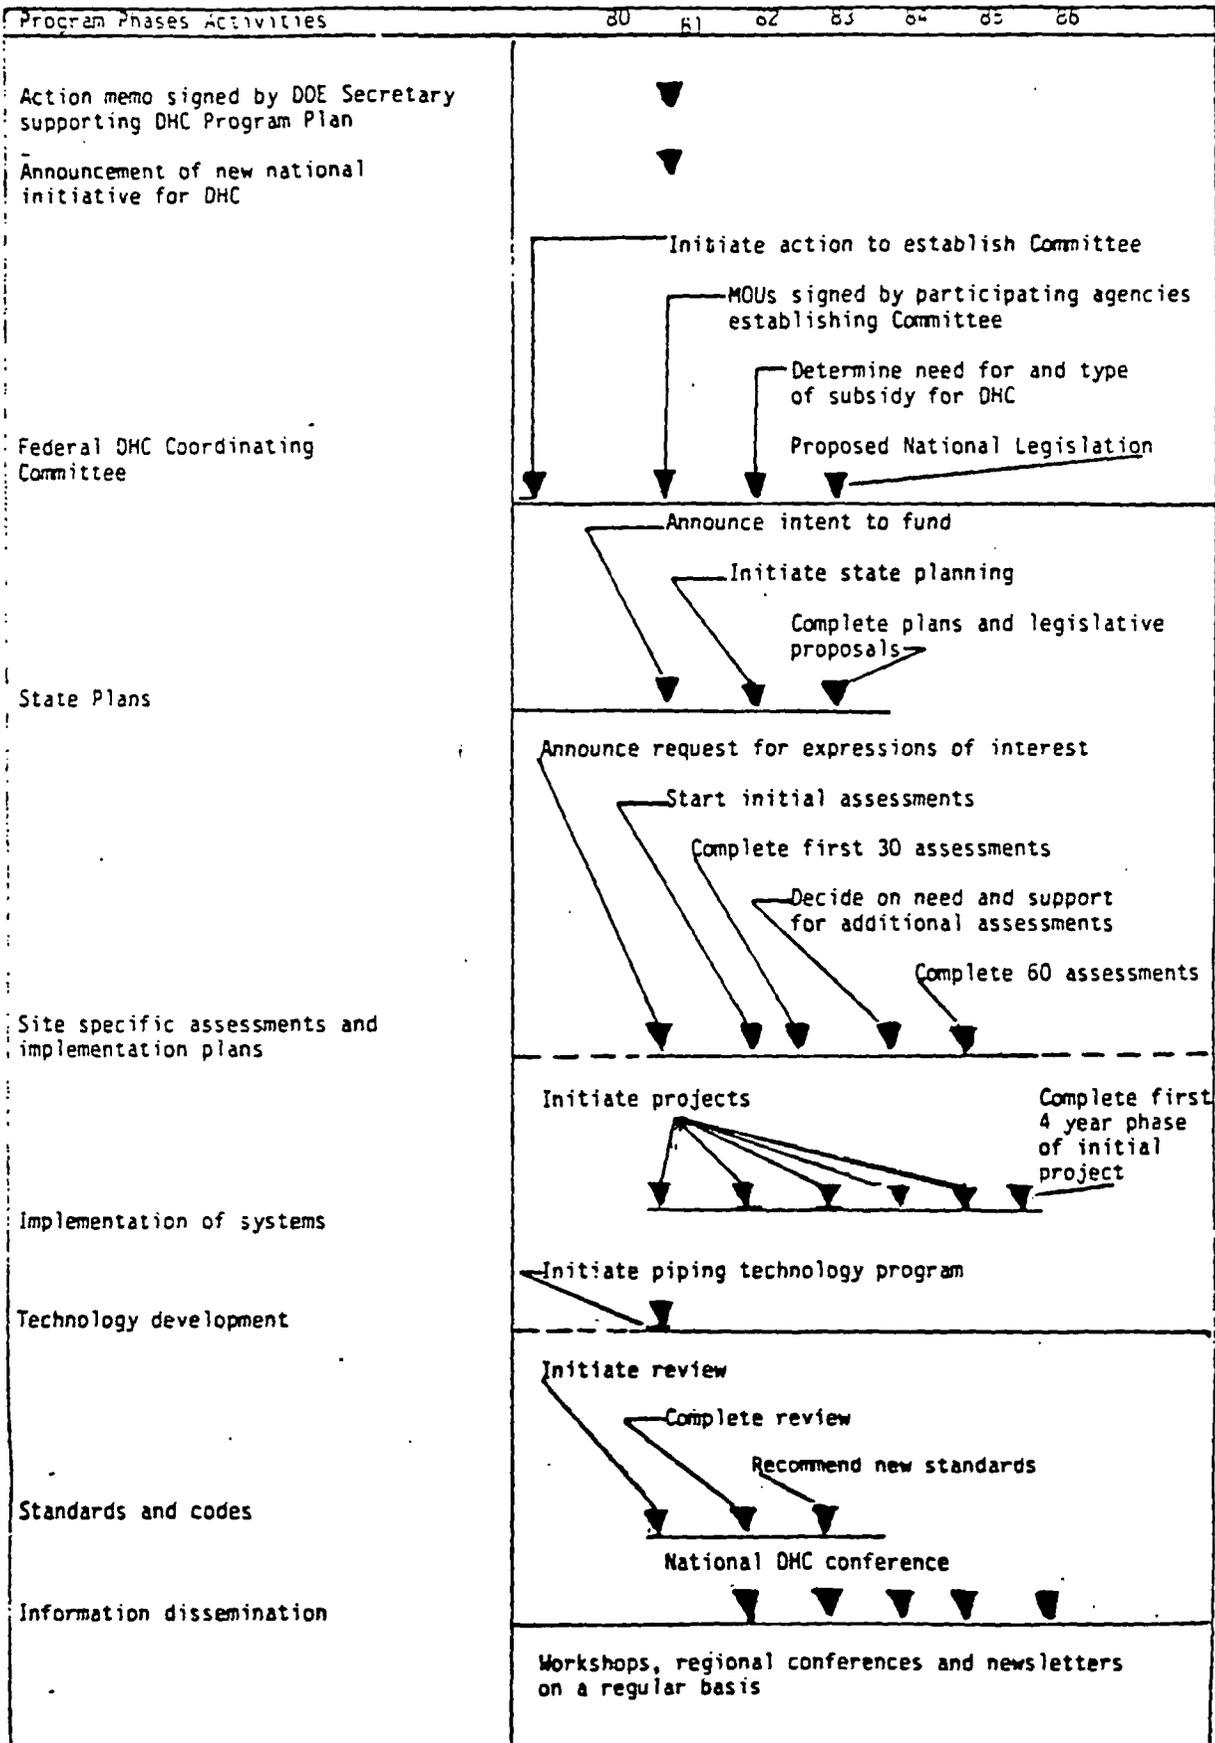 Program Phases Activities 80 81 82 83 84 85 86
Action memo signed by DOE Secretary
supporting DHC Program Plan
Announcement of new national
initiative for DHC
Initiate action to establish Committee
MOUs signed by participating agencies
establishing Committee
Determine need for and type
of subsidy for DHC
Proposed National Legislation
Federal DHC Coordinating
Committee
Announce intent to fund
Initiate state planning
Complete plans and legislative
proposals
State Plans
Announce request for expressions of interest
Start initial assessments
Complete first 30 assessments
Decide on need and support
for additional assessments
Complete 60 assessments
Site specific assessments and
implementation plans
Initiate projects
Complete first
4 year phase
of initial
project
Implementation of systems
Initiate piping technology program
Technology development
Initiate review
Complete review
Recommend new standards
Standards and codes
National DHC conference
Information dissemination
Workshops, regional conferences and newsletters
on a regular basis